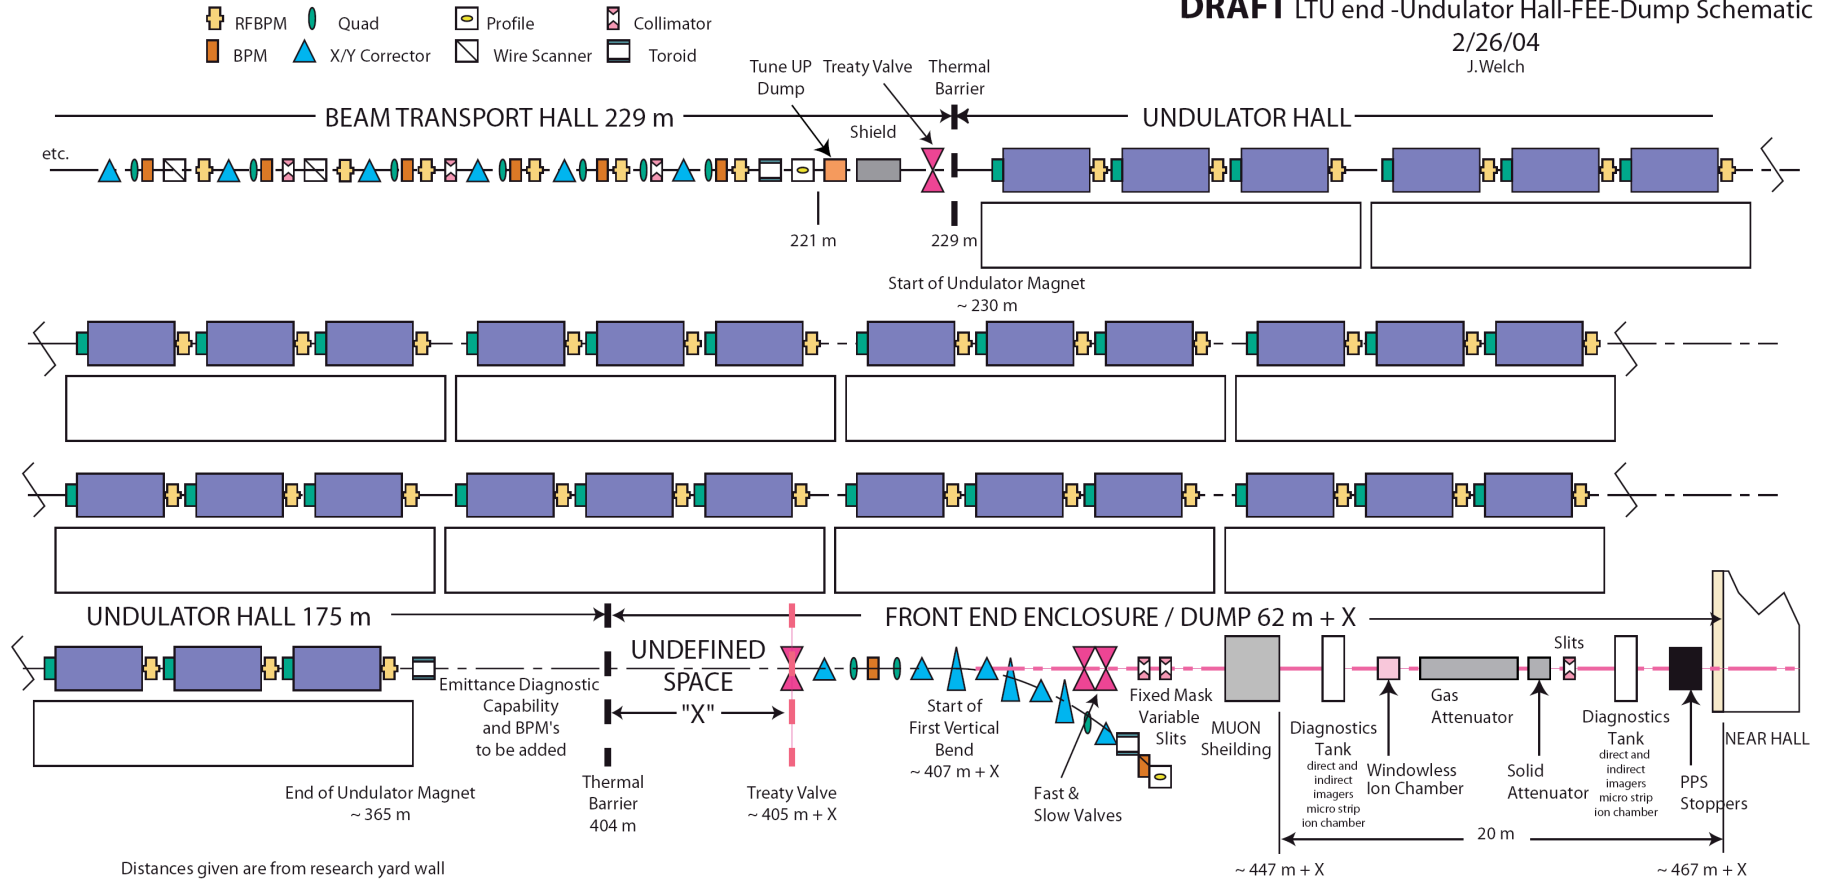 DRAFT LTU end -Undulator Hall-FEE-Dump Schematic
2/26/04
J.Welch
RFBPM
Quad
Profile
Collimator
BPM
X/Y Corrector
Wire Scanner
Toroid
Tune UP
Dump
Treaty Valve
Thermal
Barrier
BEAM TRANSPORT HALL 229 m
UNDULATOR HALL
Shield
etc.
221 m
229 m
Start of Undulator Magnet
~ 230 m
UNDULATOR HALL 175 m
FRONT END ENCLOSURE / DUMP 62 m + X
UNDEFINED
SPACE
"X"
Emittance Diagnostic
Capability
and BPM's
to be added
End of Undulator Magnet
~ 365 m
Thermal
Barrier
404 m
Treaty Valve
~ 405 m + X
Start of
First Vertical
Bend
~ 407 m + X
Fast &
Slow Valves
Fixed Mask
Variable
Slits
MUON
Sheilding
Diagnostics
Tank
direct and
indirect
imagers
micro strip
ion chamber
Windowless
Ion Chamber
Gas
Attenuator
Solid
Attenuator
Slits
Diagnostics
Tank
direct and
indirect
imagers
micro strip
ion chamber
PPS
Stoppers
NEAR HALL
20 m
~ 447 m + X
~ 467 m + X
Distances given are from research yard wall